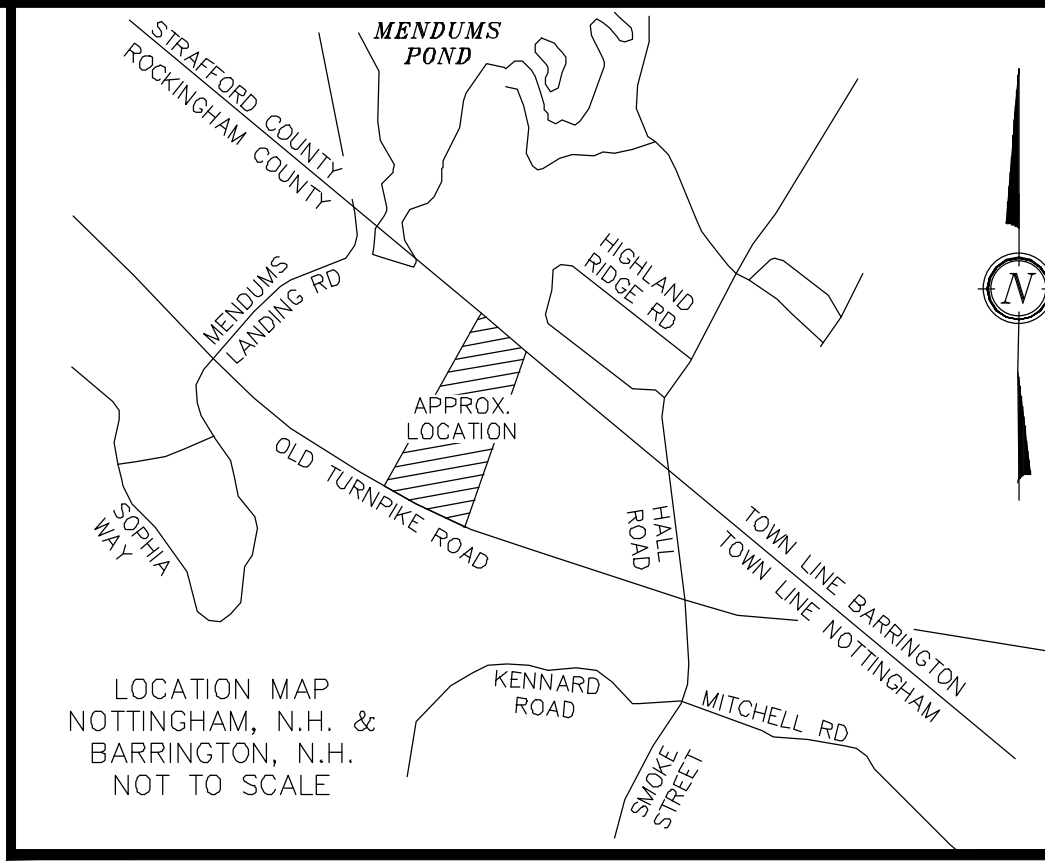 MENDUMS
POND
STRAFFORD COUNTY
ROCKINGHAM COUNTY
HIGHLAND
RIDGE RD
N
MENDUMS
LANDING RD
APPROX.
LOCATION
OLD TURNPIKE ROAD
SOPHIA
WAY
HALL
ROAD
TOWN LINE BARRINGTON
TOWN LINE NOTTINGHAM
KENNARD
ROAD
MITCHELL RD
SMOKE
STREET
LOCATION MAP
NOTTINGHAM, N.H. &
BARRINGTON, N.H.
NOT TO SCALE